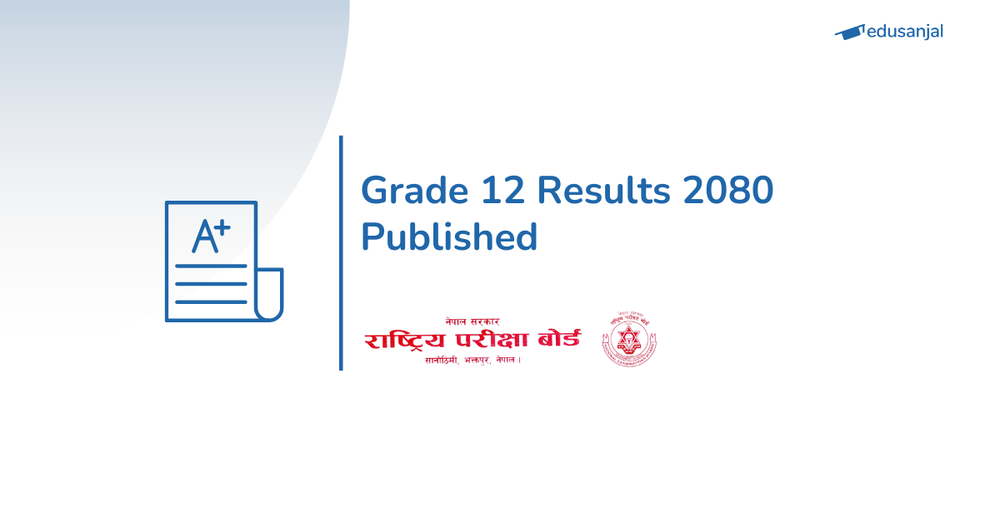 edusanjal
A+
Grade 12 Results 2080
Published
नेपाल सरकार
राष्ट्रिय परीक्षा बोर्ड
सानोठिमी, भक्तपुर, नेपाल ।